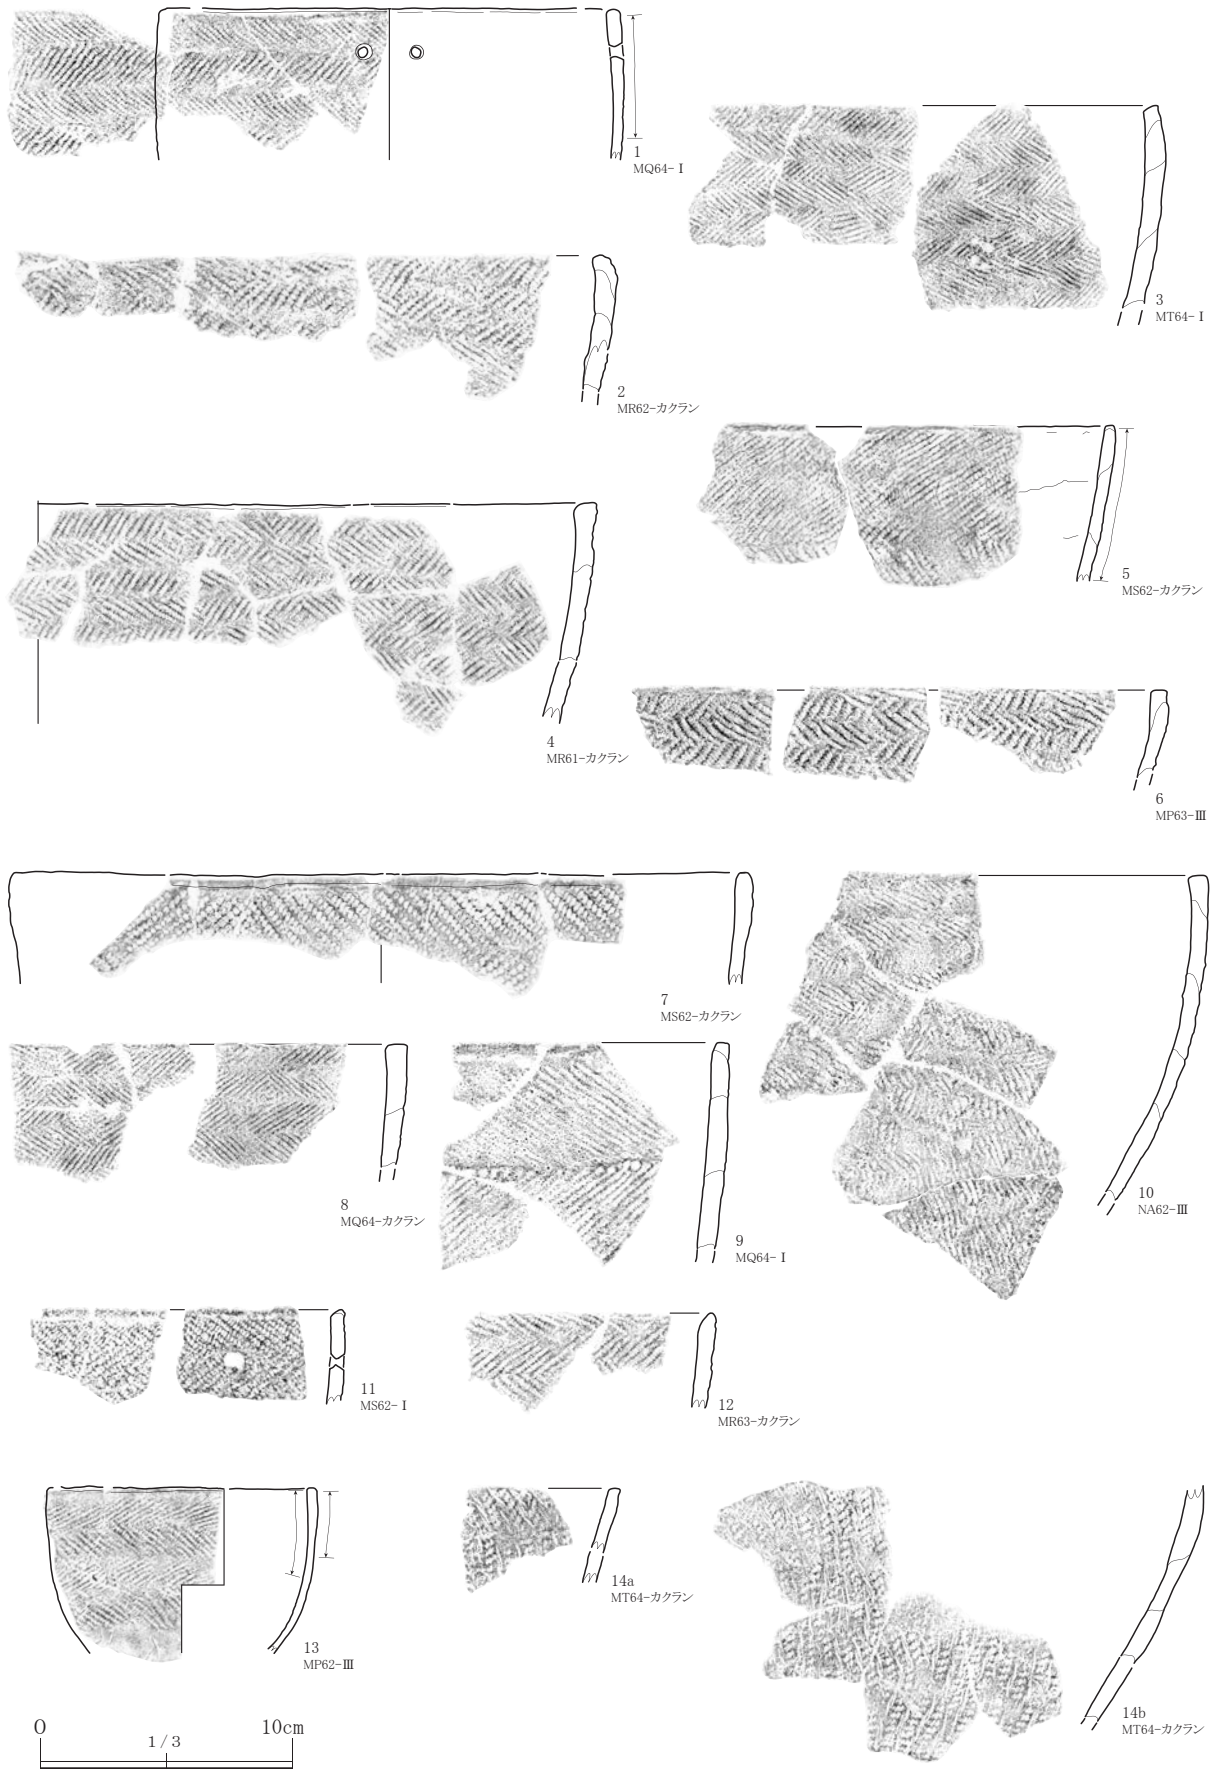 1
MQ64-Ⅰ
3
MT64-Ⅰ
2
MR62-カクラン
5
MS62-カクラン
4
MR61-カクラン
6
MP63-Ⅲ
7
MS62-カクラン
8
MQ64-カクラン
9
MQ64-Ⅰ
10
NA62-Ⅲ
11
MS62-Ⅰ
12
MR63-カクラン
13
MP62-Ⅲ
14a
MT64-カクラン
14b
MT64-カクラン
0 10cm
1/3